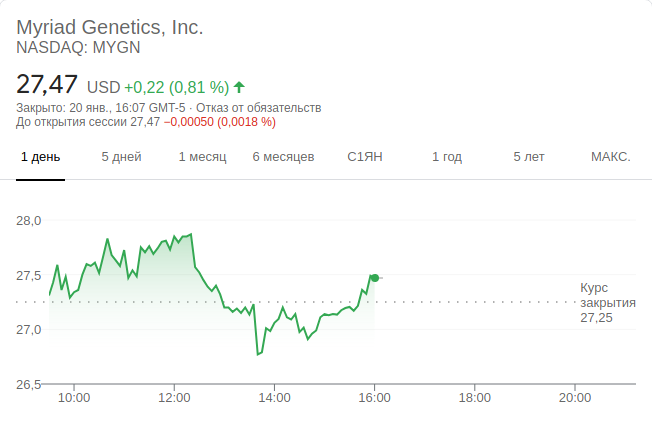 Myriad Genetics, Inc.
NASDAQ: MYGN
27,47 USD +0,22 (0,81 %)
Закрыто: 20 янв., 16:07 GMT-5 · Отказ от обязательств
До открытия сессии 27,47 −0,00050 (0,0018 %)
1 день 5 дней 1 месяц 6 месяцев С1ЯН 1 год 5 лет МАКС.
28,0
27,5
Курс
закрытия
27,25
27,0
26,5
10:00 12:00 14:00 16:00 18:00 20:00